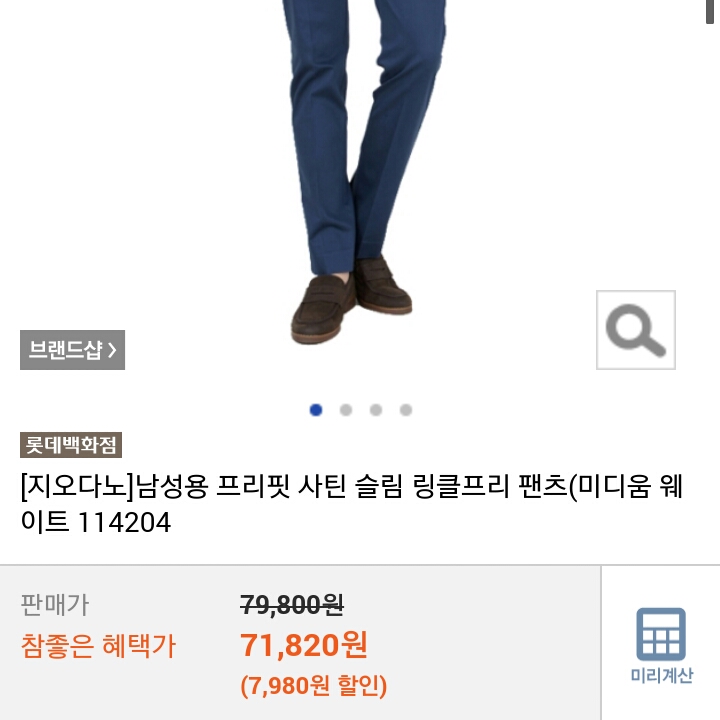 브랜드샵 >
롯데백화점
[지오다노]남성용 프리핏 사틴 슬림 링클프리 팬츠(미디움 웨
이트 114204
판매가 79,800원
참좋은 혜택가 71,820원
(7,980원 할인)
미리계산